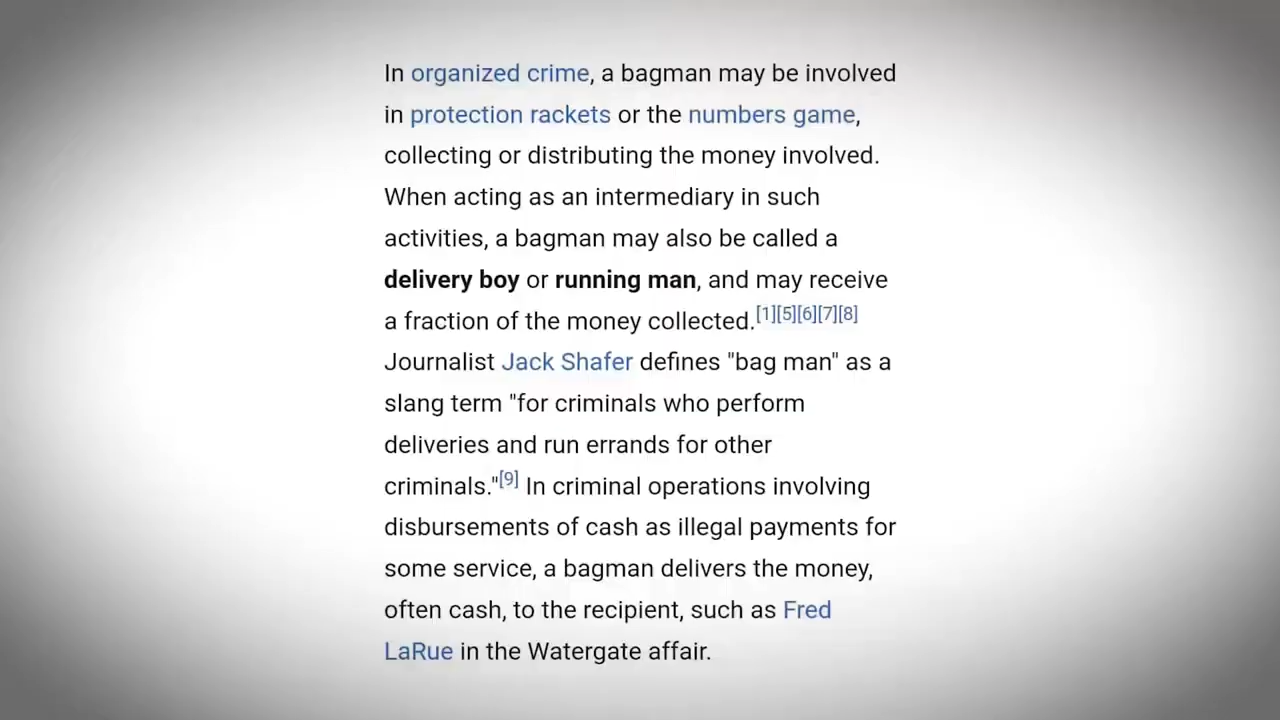 In organized crime, a bagman may be involved
in protection rackets or the numbers game,
collecting or distributing the money involved.
When acting as an intermediary in such
activities, a bagman may also be called a
delivery boy or running man, and may receive
a fraction of the money collected.[1][5][6][7][8]
Journalist Jack Shafer defines "bag man" as a
slang term "for criminals who perform
deliveries and run errands for other
criminals."[9] In criminal operations involving
disbursements of cash as illegal payments for
some service, a bagman delivers the money,
often cash, to the recipient, such as Fred
LaRue in the Watergate affair.